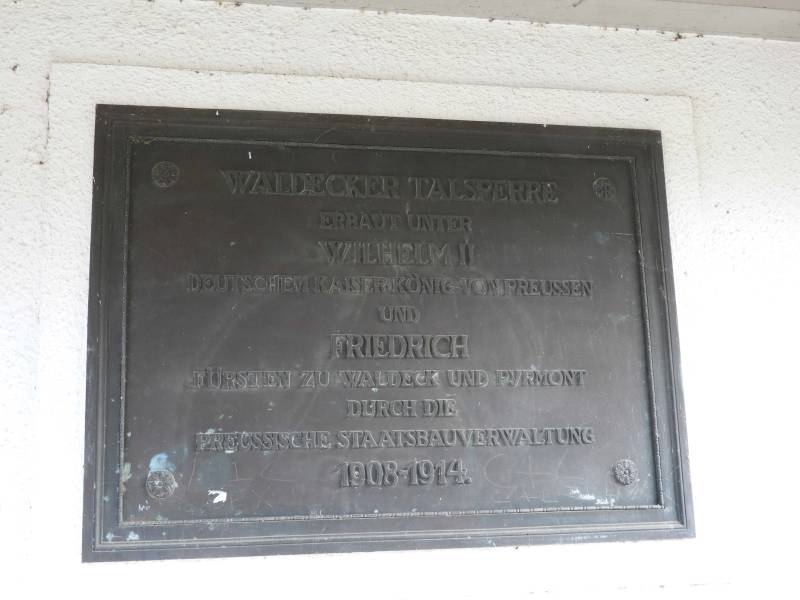 WALDECKER TALSPERRE
ERBAUT UNTER
WILHELM II
DEUTSCHEM KAISER KÖNIG VON PREUSSEN
UND
FRIEDRICH
FÜRSTEN ZU WALDECK UND PYRMONT
DURCH DIE
PREUSSISCHE STAATSBAUVERWALTUNG
1908-1914.